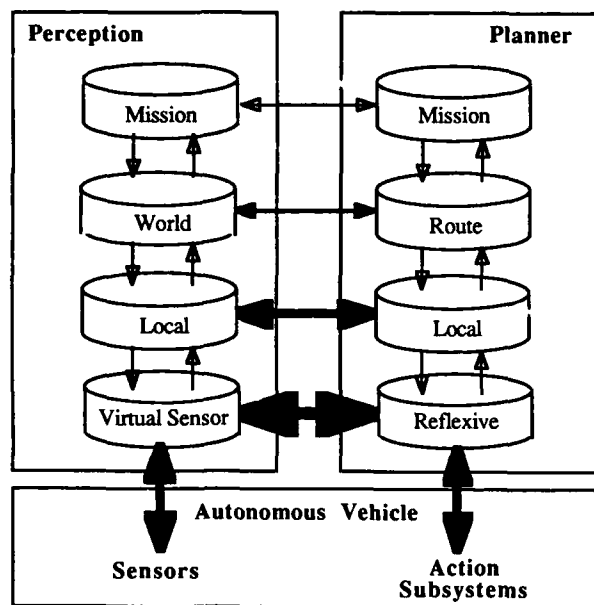 Perception
Planner
Mission
Mission
World
Route
Local
Local
Virtual Sensor
Reflexive
Autonomous Vehicle
Sensors
Action
Subsystems